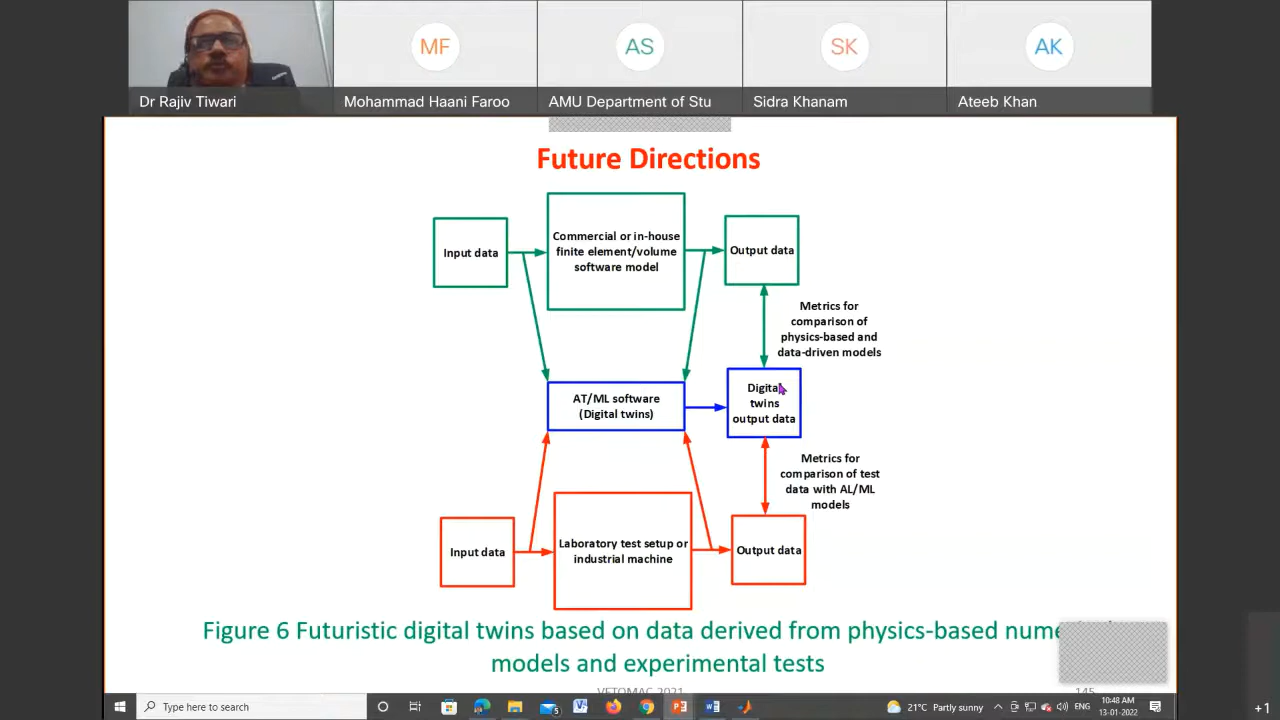 MF
AS
SK
AK
Dr Rajiv Tiwari
Mohammad Haani Faroo
AMU Department of Stu
Sidra Khanam
Ateeb Khan
Future Directions
Input data
Commercial or in-house
finite element/volume
software model
Output data
Metrics for
comparison of
physics-based and
data-driven models
AT/ML software
(Digital twins)
Digital
twins
output data
Metrics for
comparison of test
data with AL/ML
models
Input data
Laboratory test setup or
industrial machine
Output data
Figure 6 Futuristic digital twins based on data derived from physics-based
models and experimental tests
VETOMAC 2021
145
Type here to search
5
21°C Partly sunny
ENG
10:48 AM
13-01-2022
+1